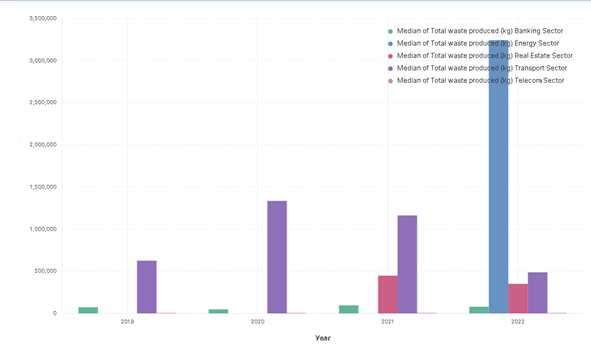 3,500,000
3,000,000
2,500,000
2,000,000
1,500,000
1,000,000
500,000
0
Median of Total waste produced (kg) Banking Sector
Median of Total waste produced (kg) Energy Sector
Median of Total waste produced (kg) Real Estate Sector
Median of Total waste produced (kg) Transport Sector
Median of Total waste produced (kg) Telecom Sector
2019
2020
2021
2022
Year